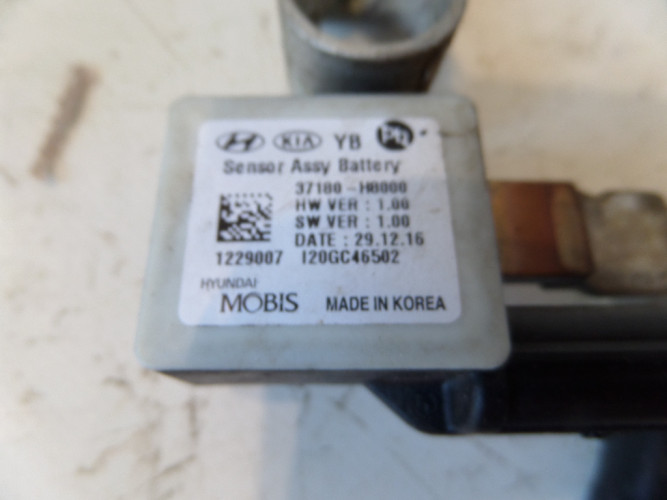 KIA YB Pb
Sensor Assy Battery
37180-H8000
HW VER : 1.00
SW VER : 1.00
DATE : 29.12.16
1229007 I20GC46502
HYUNDAI
MOBIS MADE IN KOREA